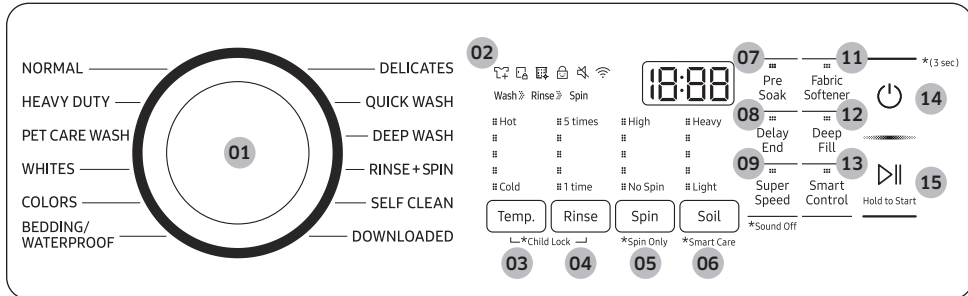 NORMAL
HEAVY DUTY
PET CARE WASH
WHITES
COLORS
BEDDING/
WATERPROOF
01
DELICATES
QUICK WASH
DEEP WASH
RINSE+SPIN
SELF CLEAN
DOWNLOADED
02
18:88
Wash Rinse Spin
Hot 5 times High Heavy
Cold 1 time No Spin Light
Temp. Rinse Spin Soil
*Child Lock *Spin Only *Smart Care
03 04 05 06
07
Pre
Soak
08
Delay
End
09
Super
Speed
*Sound Off
11
Fabric
Softener
12
Deep
Fill
13
Smart
Control
*(3 sec)
14
15
Hold to Start